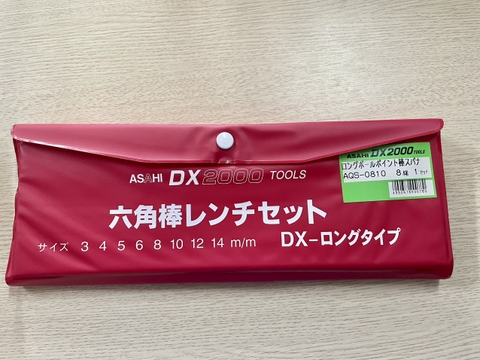 ASAHI DX2000 TOOLS
六角棒レンチセット
サイズ 3 4 5 6 8 10 12 14 m/m
DX-ロングタイプ
ASAHI DX2000 TOOLS
ロングボールポイント棒スパナ
AQS-0810 8組 1セット